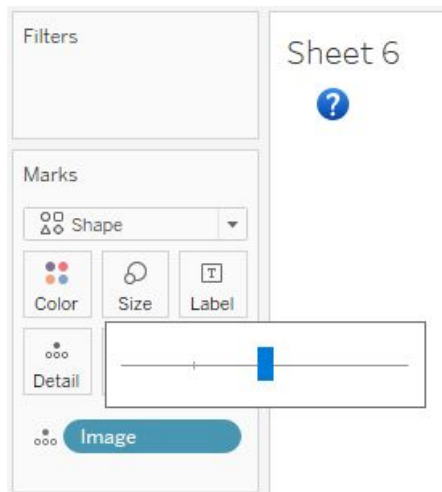 Filters
Sheet 6
?
Marks
Shape
Color
Size
T
Label
Detail
Image